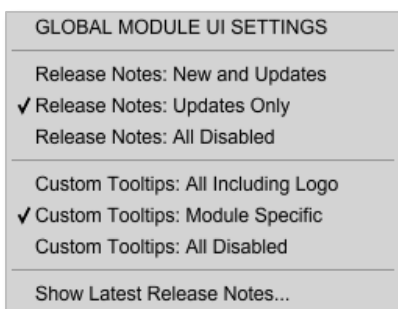 GLOBAL MODULE UI SETTINGS
Release Notes: New and Updates
✓ Release Notes: Updates Only
Release Notes: All Disabled
Custom Tooltips: All Including Logo
✓ Custom Tooltips: Module Specific
Custom Tooltips: All Disabled
Show Latest Release Notes...